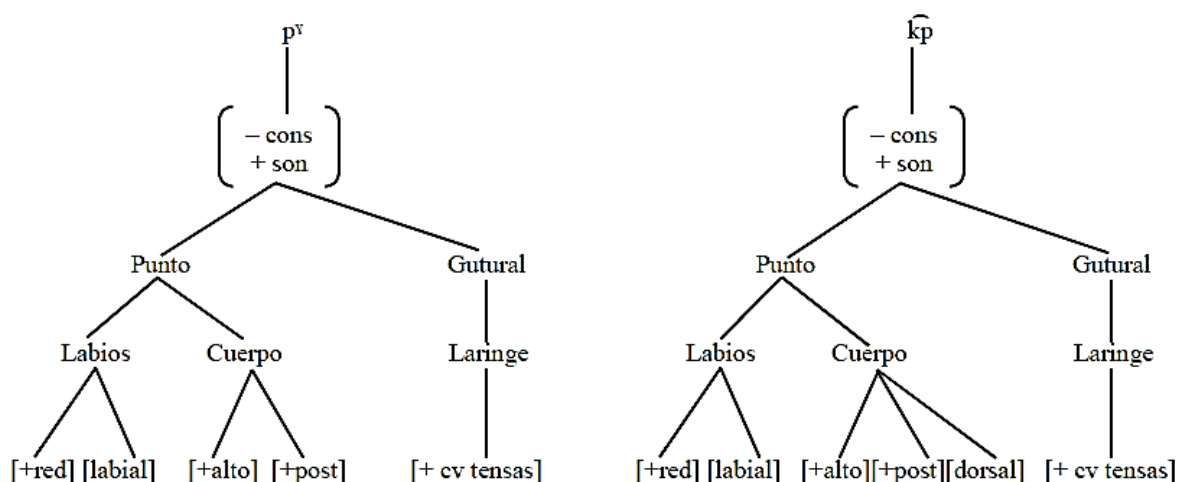 pˠ k͡p
– cons – cons
+ son + son
Punto Gutural Punto Gutural
Labios Cuerpo Laringe Labios Cuerpo Laringe
[+red] [labial] [+alto] [+post] [+ cv tensas] [+red] [labial] [+alto][+post][dorsal] [+ cv tensas]